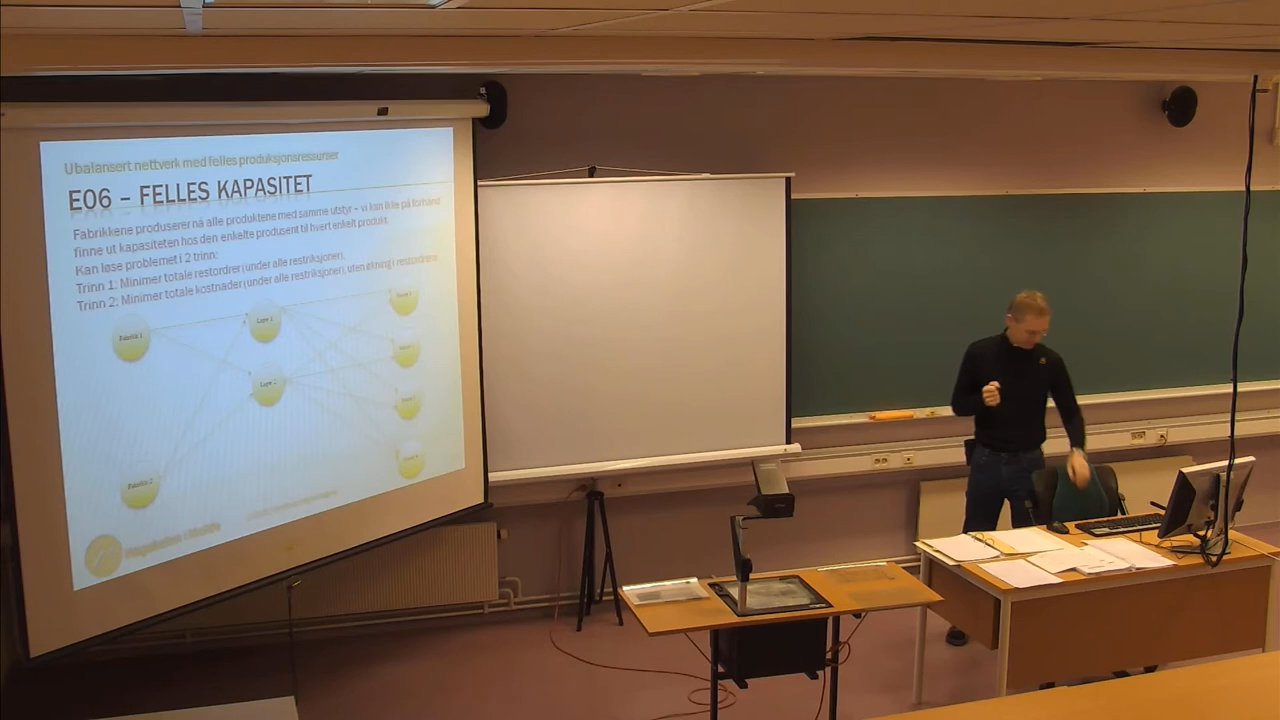 Ubalansert nettverk med felles produksjonsressurser
E06 – FELLES KAPASITET
Fabrikkene produserer nå alle produktene med samme utstyr – vi kan ikke på forhånd
finne ut kapasiteten hos den enkelte produsent til hvert enkelt produkt.
Kan løse problemet i 2 trinn:
Trinn 1: Minimer totale restordrer (under alle restriksjoner).
Trinn 2: Minimer totale kostnader (under alle restriksjoner), uten økning i restordrene
Fabrikk 1
Lager 1
Lager 2
Fabrikk 2
Høgskolen i Molde